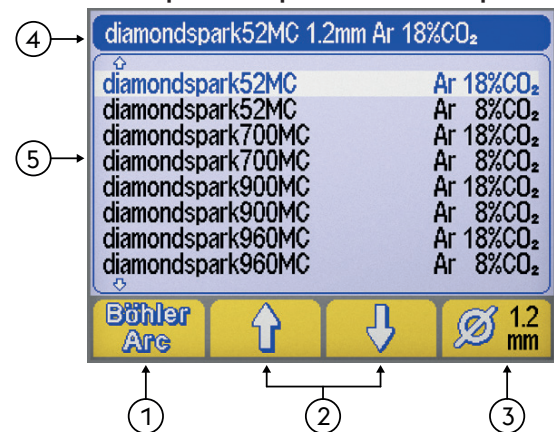 4
diamondspark52MC 1.2mm Ar 18%CO₂
diamondspark52MC Ar 18%CO₂
diamondspark52MC Ar 8%CO₂
5
diamondspark700MC Ar 18%CO₂
diamondspark700MC Ar 8%CO₂
diamondspark900MC Ar 18%CO₂
diamondspark900MC Ar 8%CO₂
diamondspark960MC Ar 18%CO₂
diamondspark960MC Ar 8%CO₂
Böhler
Arc
1.2
mm
1
2
3